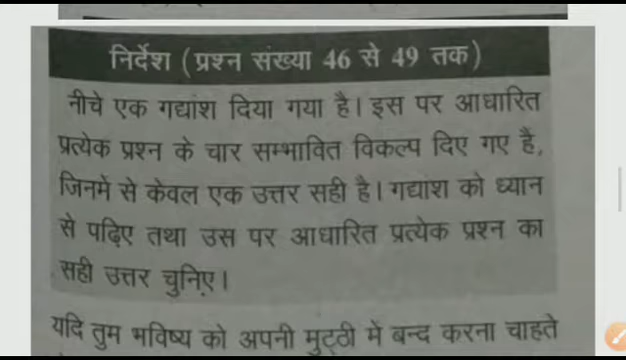 निर्देश (प्रश्न संख्या 46 से 49 तक)
नीचे एक गद्यांश दिया गया है। इस पर आधारित
प्रत्येक प्रश्न के चार सम्भावित विकल्प दिए गए हैं,
जिनमें से केवल एक उत्तर सही है। गद्यांश को ध्यान
से पढ़िए तथा उस पर आधारित प्रत्येक प्रश्न का
सही उत्तर चुनिए।
यदि तुम भविष्य को अपनी मुट्ठी में बन्द करना चाहते